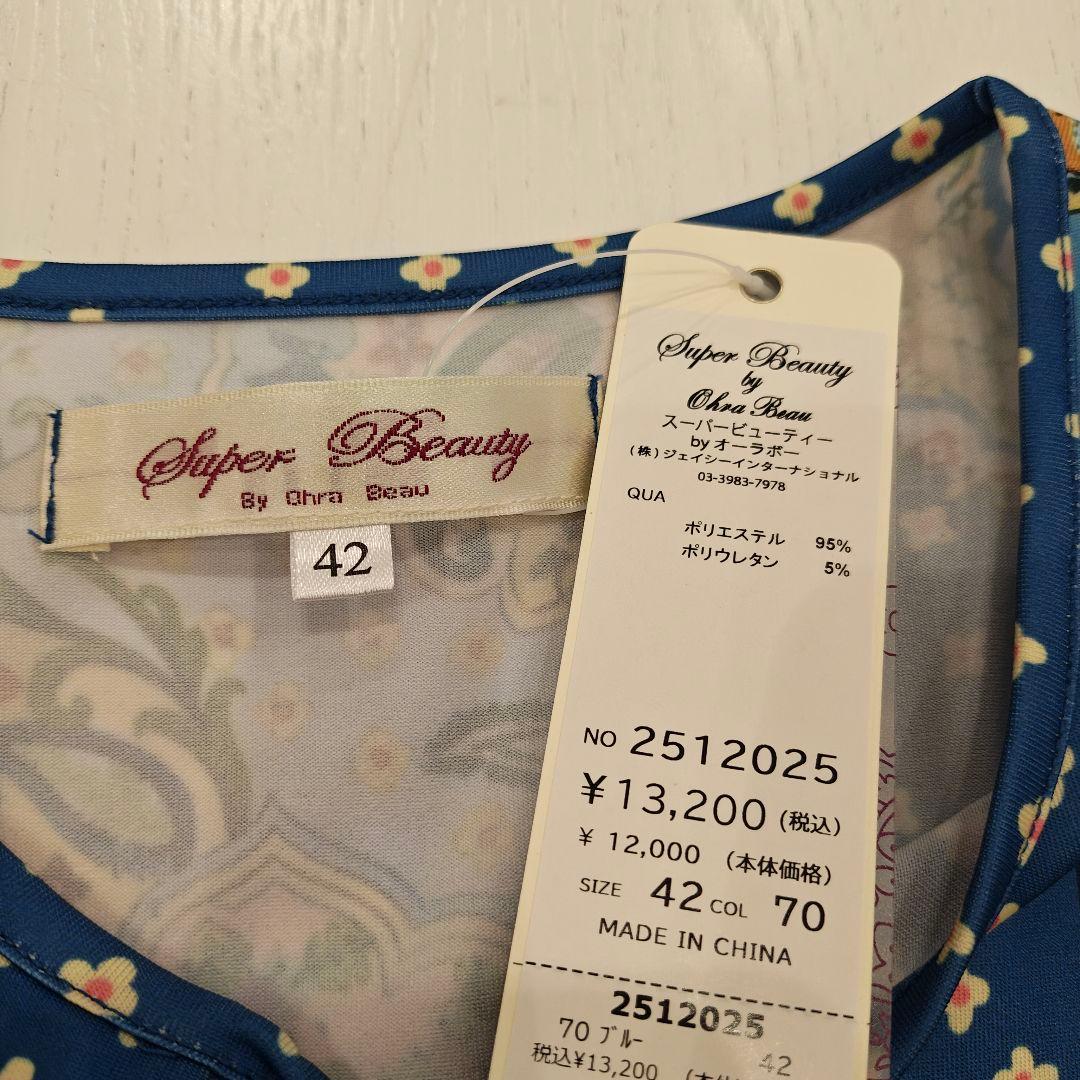 Super Beauty
By Ohra Beau
42
Super Beauty
by
Ohra Beau
スーパービューティー
by オーラボー
(株)ジェイシーインターナショナル
03-3983-7978
QUA
ポリエステル 95%
ポリウレタン 5%
NO 2512025
¥13,200 (税込)
¥ 12,000 (本体価格)
SIZE 42 COL 70
MADE IN CHINA
2512025
70 ブルー 42
税込¥13,200